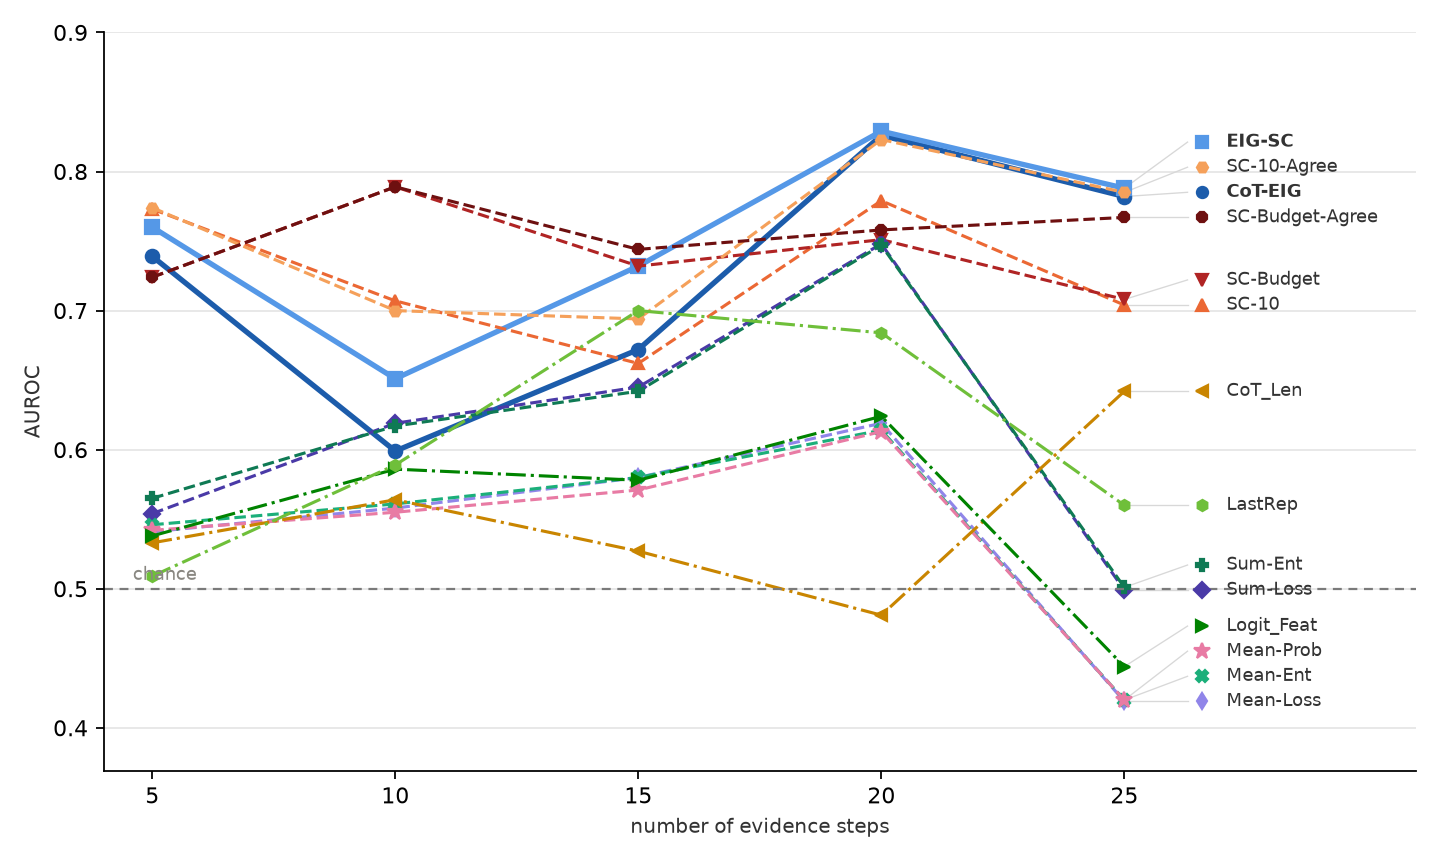 0.9
0.8
0.7
0.6
0.5
0.4
AUROC
chance
5
10
15
20
25
number of evidence steps
EIG-SC
SC-10-Agree
CoT-EIG
SC-Budget-Agree
SC-Budget
SC-10
CoT_Len
LastRep
Sum-Ent
Sum-Loss
Logit_Feat
Mean-Prob
Mean-Ent
Mean-Loss